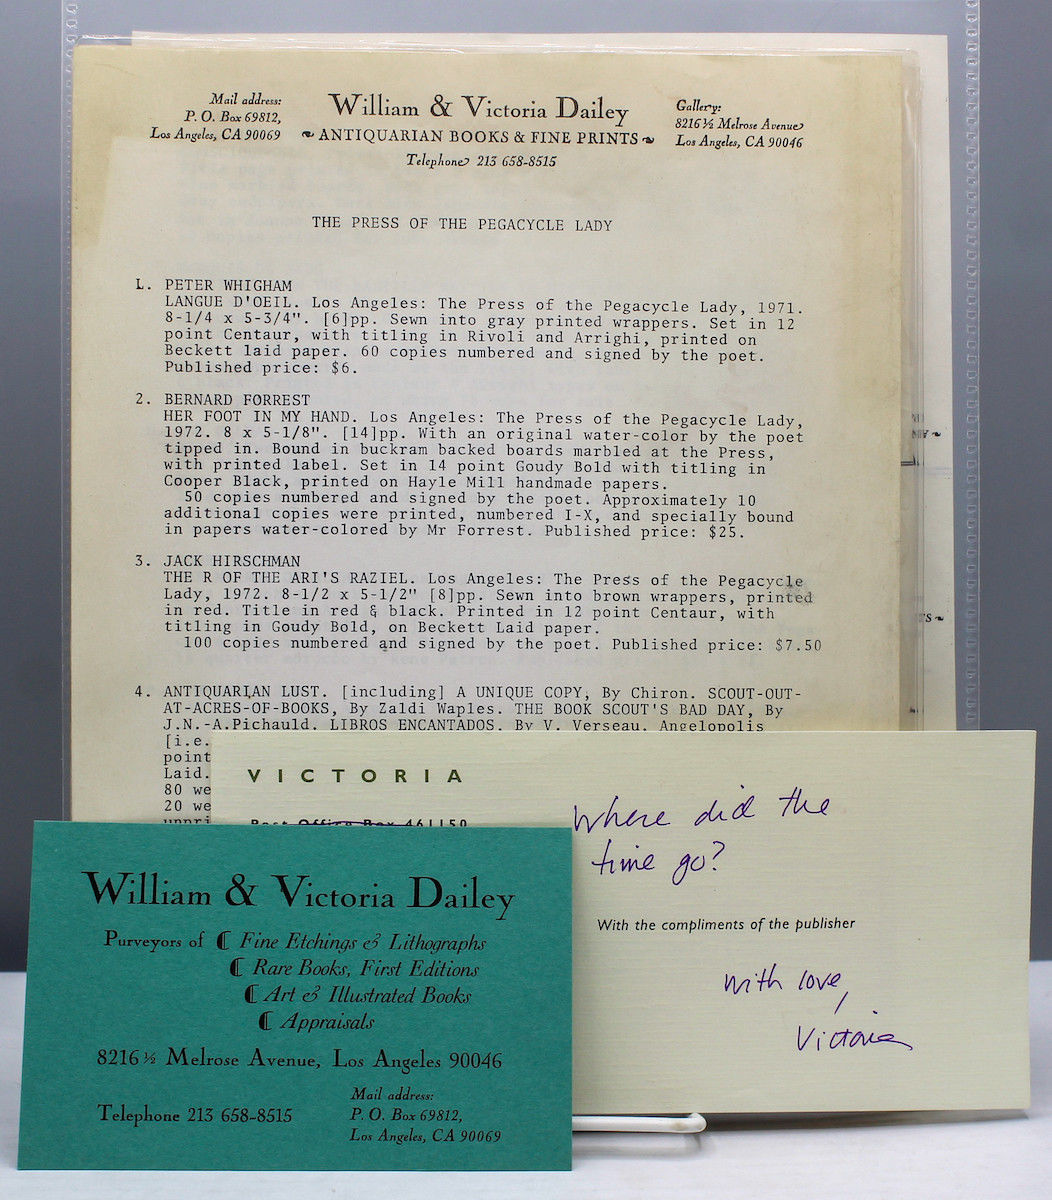 Mail address:
P. O. Box 69812,
Los Angeles, CA 90069
William & Victoria Dailey
ANTIQUARIAN BOOKS & FINE PRINTS
Telephone 213 658-8515
Gallery:
8216 ½ Melrose Avenue
Los Angeles, CA 90046
THE PRESS OF THE PEGACYCLE LADY
1. PETER WHIGHAM
LANGUE D'OEIL. Los Angeles: The Press of the Pegacycle Lady, 1971.
8-1/4 x 5-3/4". [6]pp. Sewn into gray printed wrappers. Set in 12
point Centaur, with titling in Rivoli and Arrighi, printed on
Beckett laid paper. 60 copies numbered and signed by the poet.
Published price: $6.
2. BERNARD FORREST
HER FOOT IN MY HAND. Los Angeles: The Press of the Pegacycle Lady,
1972. 8 x 5-1/8". [14]pp. With an original water-color by the poet
tipped in. Bound in buckram backed boards marbled at the Press,
with printed label. Set in 14 point Goudy Bold with titling in
Cooper Black, printed on Hayle Mill handmade papers.
50 copies numbered and signed by the poet. Approximately 10
additional copies were printed, numbered I-X, and specially bound
in papers water-colored by Mr Forrest. Published price: $25.
3. JACK HIRSCHMAN
THE R OF THE ARI'S RAZIEL. Los Angeles: The Press of the Pegacycle
Lady, 1972. 8-1/2 x 5-1/2" [8]pp. Sewn into brown wrappers, printed
in red. Title in red & black. Printed in 12 point Centaur, with
titling in Goudy Bold, on Beckett Laid paper.
100 copies numbered and signed by the poet. Published price: $7.50
4. ANTIQUARIAN LUST. [including] A UNIQUE COPY, By Chiron. SCOUT-OUT-
AT-ACRES-OF-BOOKS, By Zaldi Waples. THE BOOK SCOUT'S BAD DAY, By
J.N.-A.Pichauld. LIBROS ENCANTADOS. By V. Verseau. Angelopolis
[i.e.
point
Laid.
80 we
20 we
VICTORIA
Post Office Box 461150
Where did the
time go?
With the compliments of the publisher
with love,
Victoria
William & Victoria Dailey
Purveyors of Fine Etchings & Lithographs
Rare Books, First Editions
Art & Illustrated Books
Appraisals
8216 ½ Melrose Avenue, Los Angeles 90046
Telephone 213 658-8515
Mail address:
P. O. Box 69812,
Los Angeles, CA 90069